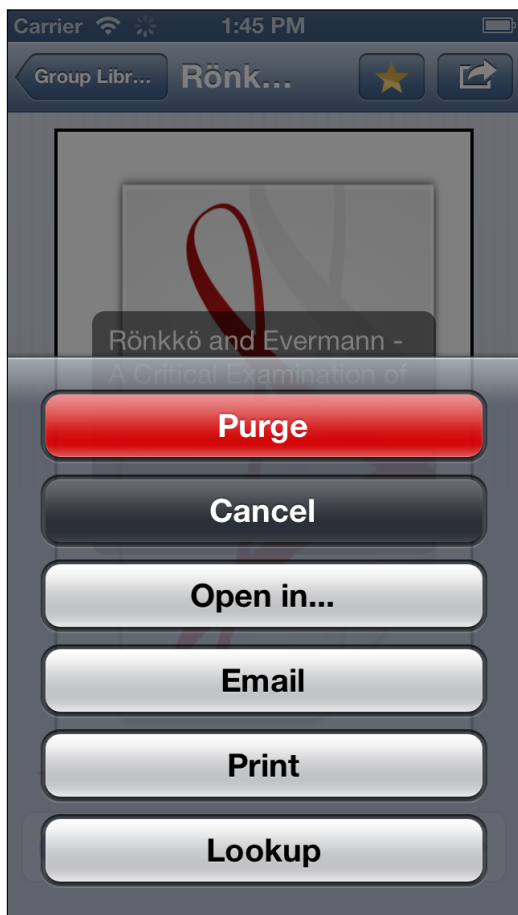 Carrier 1:45 PM
Group Libr... Rönk...
Rönkkö and Evermann -
A Critical Examination of
Purge
Cancel
Open in...
Email
Print
Lookup